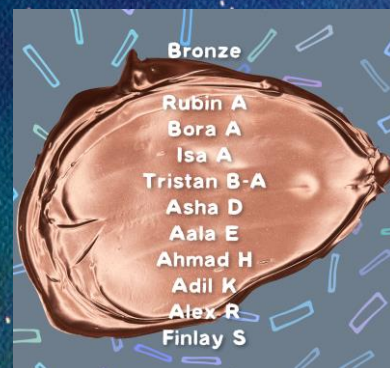 Bronze
Rubin A
Bora A
Isa A
Tristan B-A
Asha D
Aala E
Ahmad H
Adil K
Alex R
Finlay S